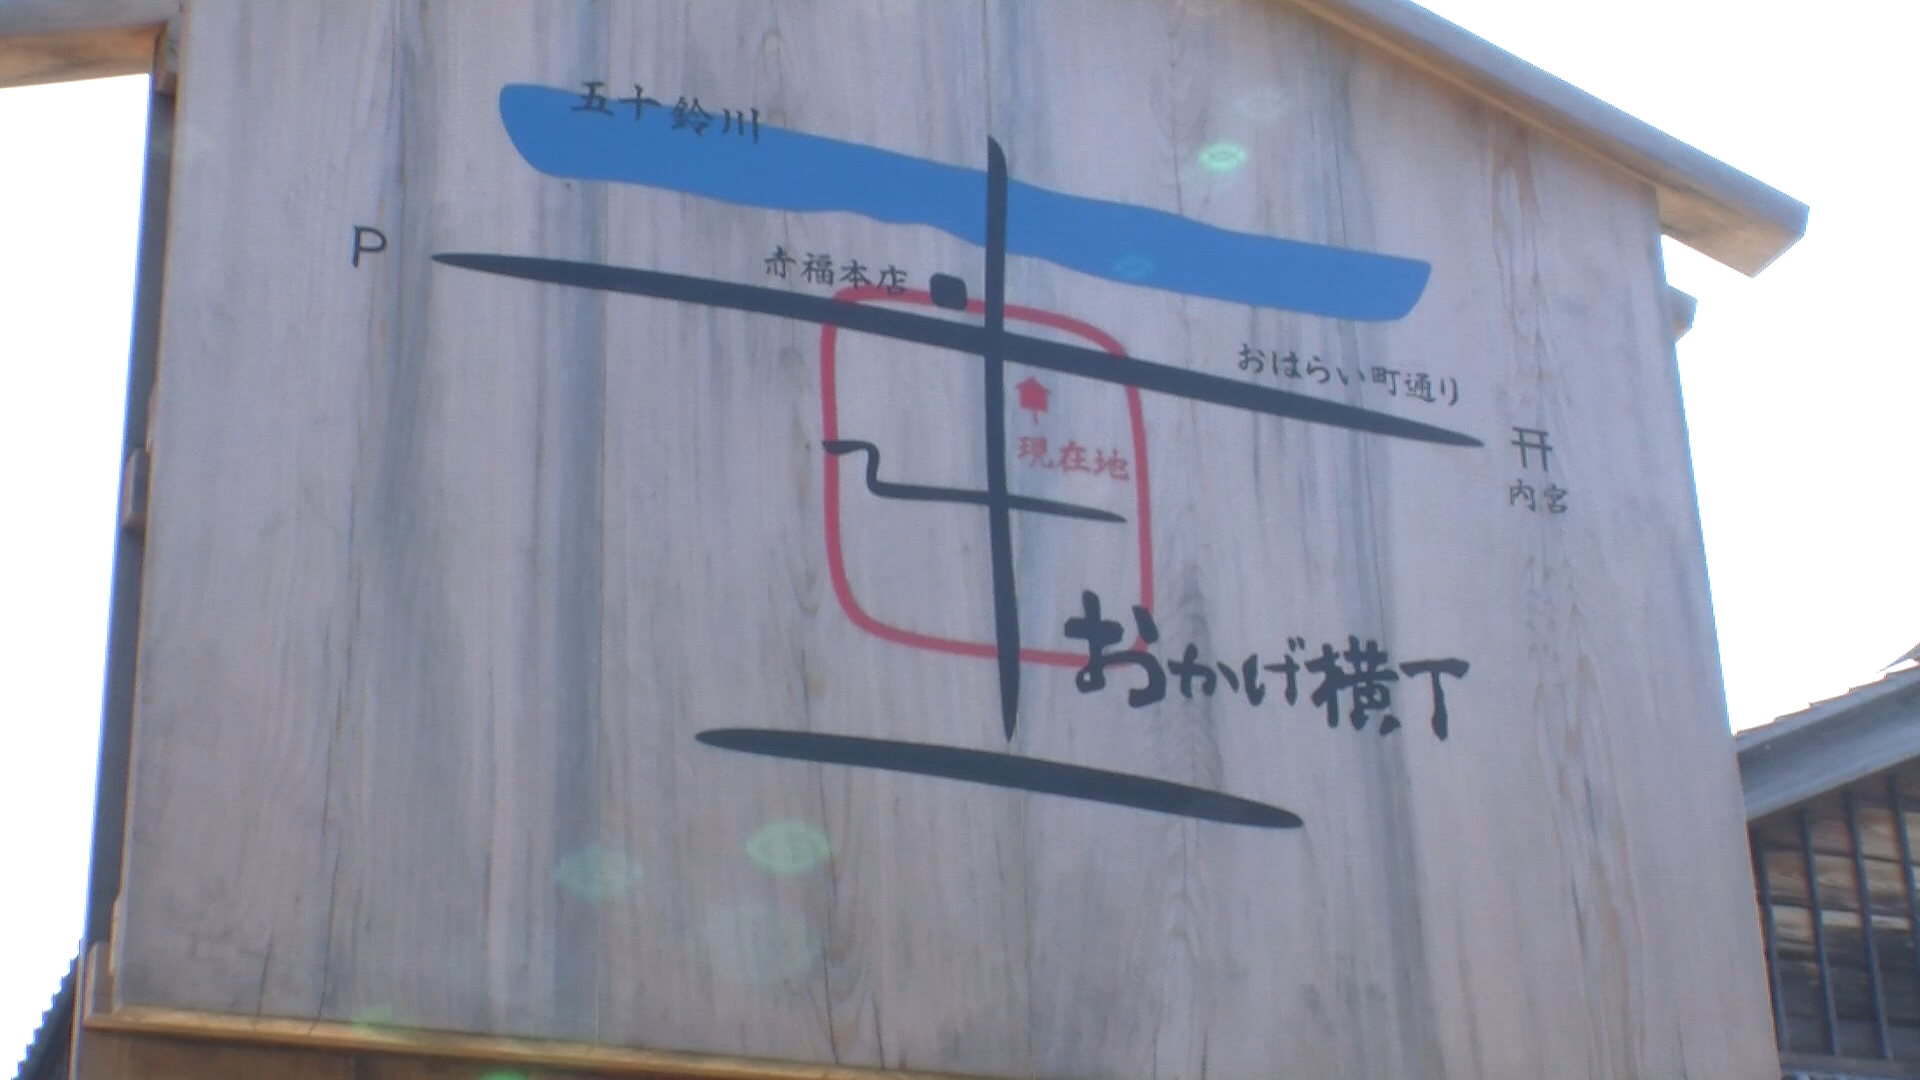 五十鈴川
P
赤福本店
おはらい町通り
現在地
内宮
おかげ横丁